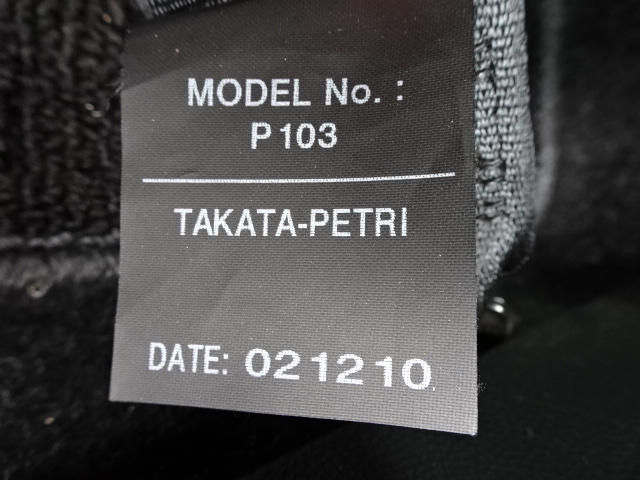 MODEL No. :
P103
TAKATA-PETRI
DATE: 021210